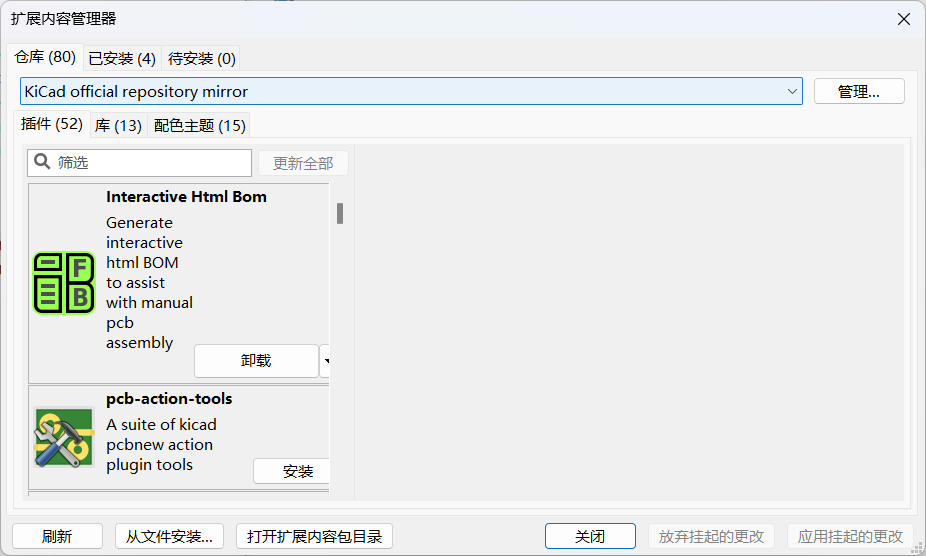 扩展内容管理器
仓库 (80) 已安装 (4) 待安装 (0)
KiCad official repository mirror 管理...
插件 (52) 库 (13) 配色主题 (15)
筛选 更新全部
Interactive Html Bom
Generate
interactive
html BOM
to assist
with manual
pcb
assembly
F
B
卸载
pcb-action-tools
A suite of kicad
pcbnew action
plugin tools
安装
刷新 从文件安装... 打开扩展内容包目录 关闭 放弃挂起的更改 应用挂起的更改